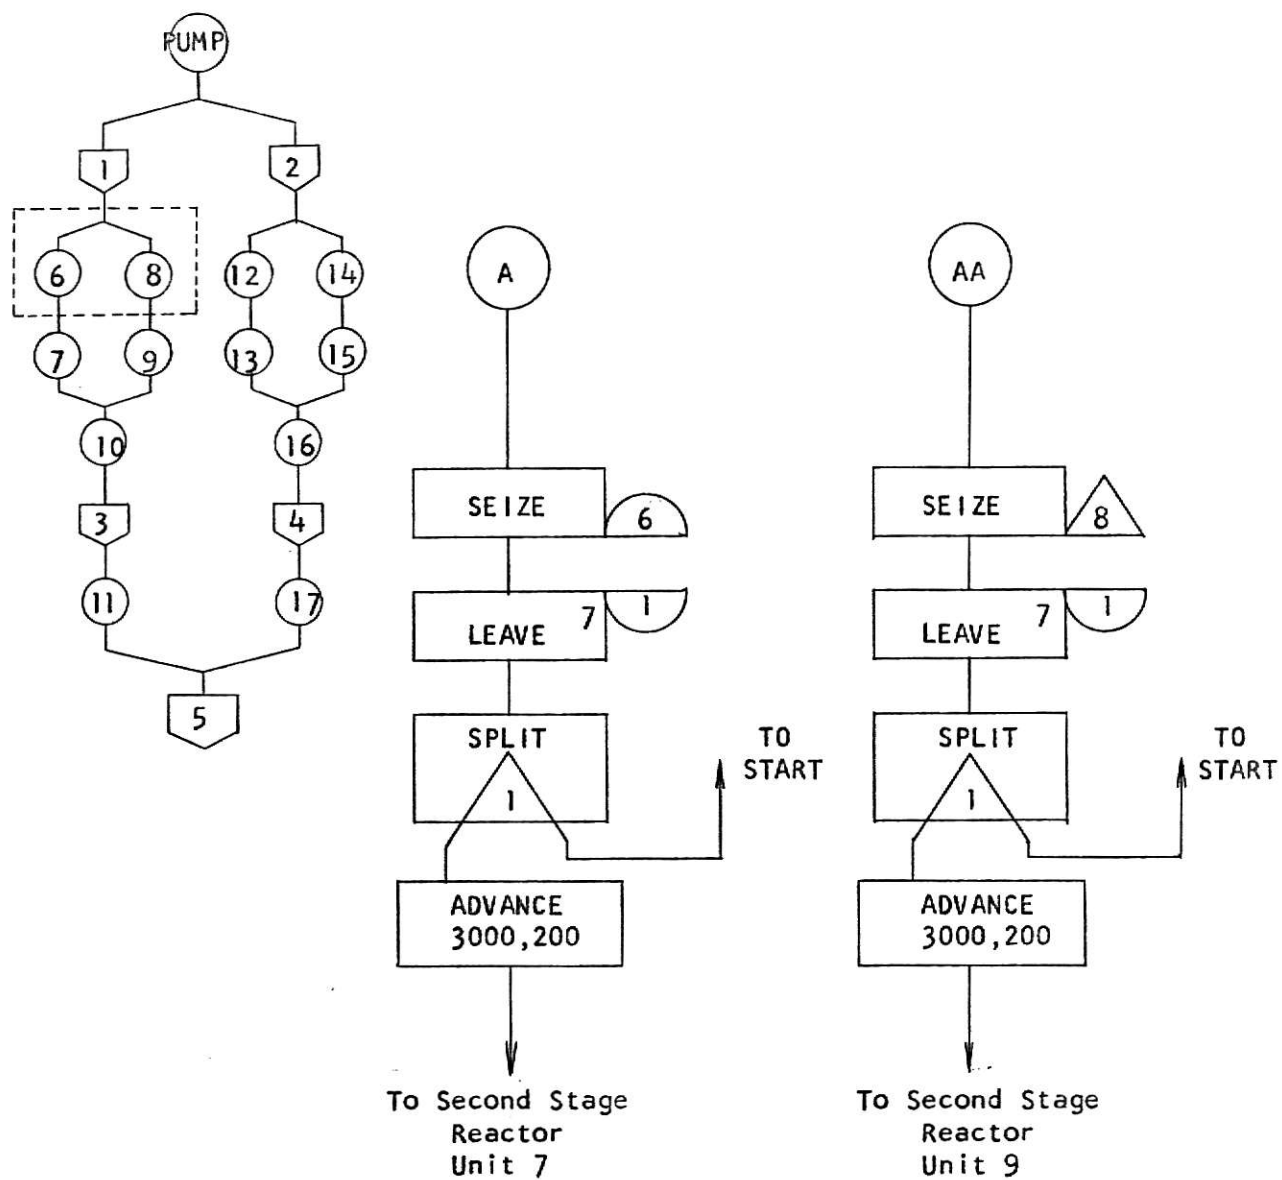 PUMP
1
2
6
8
12
14
7
9
13
15
10
16
3
4
11
17
5
A
SEIZE
6
7
1
LEAVE
SPLIT
1
TO
START
ADVANCE
3000,200
To Second Stage
Reactor
Unit 7
AA
SEIZE
8
7
1
LEAVE
SPLIT
1
TO
START
ADVANCE
3000,200
To Second Stage
Reactor
Unit 9